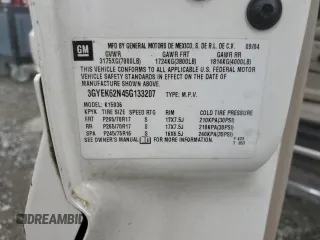 GM
MFD BY GENERAL MOTORS DE MEXICO, S. DE R.L. DE C.V. 09/04
GVWR GAWR FRT GAWR RR
3175KG(7000LB) 1724KG(3800LB) 1814KG(4000LB)
THIS VEHICLE CONFORMS TO ALL APPLICABLE U.S. FEDERAL MOTOR
VEHICLE SAFETY STANDARDS IN EFFECT ON THE DATE OF
MANUFACTURE SHOWN ABOVE.
3GYEK62N45G133207 TYPE: M.P.V.
MODEL: K15936
KPYK TIRE SIZE SPEED RTG RIM COLD TIRE PRESSURE
FRT P265/70R17 S 17X7.5J 210KPA(30PSI)
RR P265/70R17 S 17X7.5J 210KPA(30PSI)
SPA P245/75R16 S 16X6.5J 240KPA(35PSI)
SEE OWNER'S MANUAL FOR MORE INFORMATION.
DREAMBID